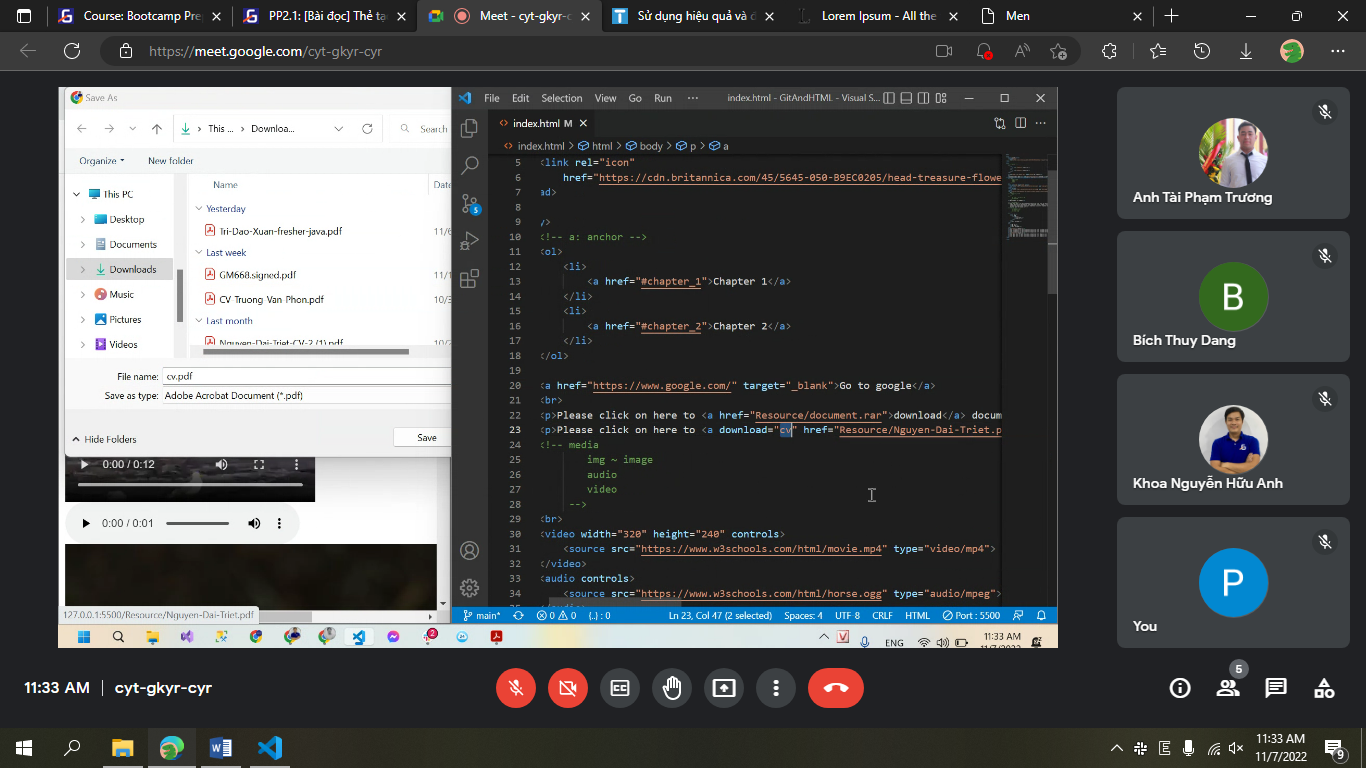 Course: Bootcamp Pre
PP2.1: [Bài đọc] Thẻ tạ
Meet - cyt-gkyr-c
Sử dụng hiệu quả và đ
Lorem Ipsum - All the
Men
https://meet.google.com/cyt-gkyr-cyr
Save As
This ...
Downloa...
Search
Organize
New folder
Name
Date
This PC
Desktop
Documents
Downloads
Music
Pictures
Videos
Yesterday
Tri-Dao-Xuan-fresher-java.pdf 11/6
Last week
GM668.signed.pdf 11/1
CV-Truong-Van-Phon.pdf 10/3
Last month
Nguyen-Dai-Triet-CV-2 (1).pdf 10/2
File name: cv.pdf
Save as type: Adobe Acrobat Document (*.pdf)
Hide Folders
Save
0:00 / 0:12
0:00 / 0:01
127.0.0.1:5500/Resource/Nguyen-Dai-Triet.pdf
File Edit Selection View Go Run ··· index.html - GitAndHTML - Visual S...
index.html M
index.html > html > body > p > a
5 <link rel="icon"
6 href="https://cdn.britannica.com/45/5645-050-B9EC0205/head-treasure-flowe
7 ad>
8
9 y>
10 <!-- a: anchor -->
11 <ol>
12 <li>
13 <a href="#chapter_1">Chapter 1</a>
14 </li>
15 <li>
16 <a href="#chapter_2">Chapter 2</a>
17 </li>
18 </ol>
19
20 <a href="https://www.google.com/" target="_blank">Go to google</a>
21 <br>
22 <p>Please click on here to <a href="Resource/document.rar">download</a> docum
23 <p>Please click on here to <a download="cv" href="Resource/Nguyen-Dai-Triet.p
24 <!-- media
25 img ~ image
26 audio
27 video
28 -->
29 <br>
30 <video width="320" height="240" controls>
31 <source src="https://www.w3schools.com/html/movie.mp4" type="video/mp4">
32 </video>
33 <audio controls>
34 <source src="https://www.w3schools.com/html/horse.ogg" type="audio/mpeg">
main* 0 0 {..} : 0 Ln 23, Col 47 (2 selected) Spaces: 4 UTF-8 CRLF HTML Port : 5500
2
ENG
11:33 AM
11/7/2022
Anh Tài Phạm Trương
B
Bích Thuy Dang
Khoa Nguyễn Hữu Anh
P
You
11:33 AM | cyt-gkyr-cyr
5
11:33 AM
11/7/2022
9